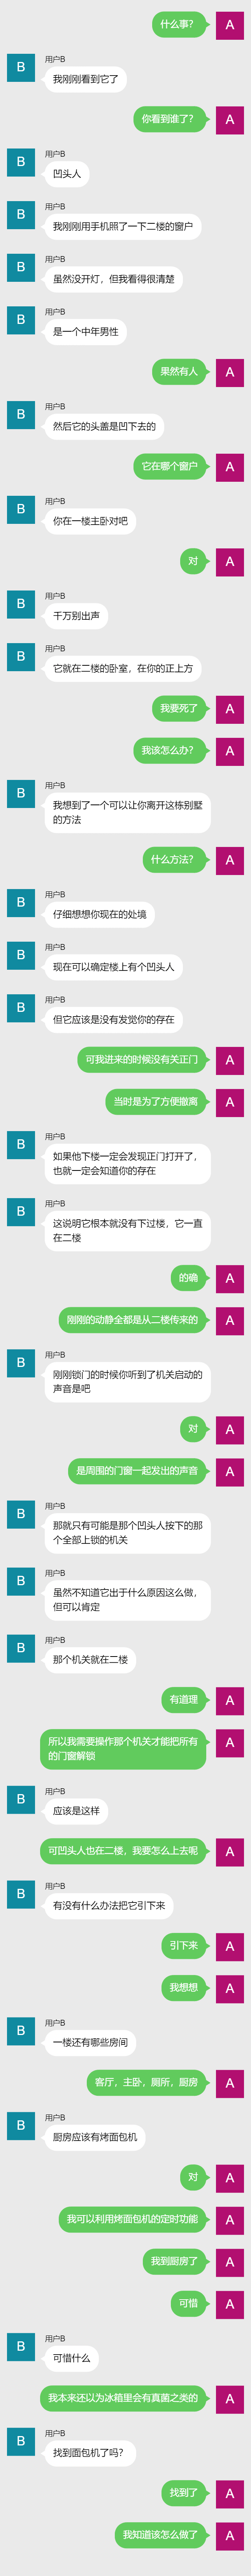 什么事？
A
B
用户B
我刚刚看到它了
你看到谁了？
A
B
用户B
凹头人
B
用户B
我刚刚用手机照了一下二楼的窗户
B
用户B
虽然没开灯，但我看得很清楚
B
用户B
是一个中年男性
果然有人
A
B
用户B
然后它的头盖是凹下去的
它在哪个窗户
A
B
用户B
你在一楼主卧对吧
对
A
B
用户B
千万别出声
B
用户B
它就在二楼的卧室，在你的正上方
我要死了
A
我该怎么办？
A
B
用户B
我想到了一个可以让你离开这栋别墅
的方法
什么方法？
A
B
用户B
仔细想想你现在的处境
B
用户B
现在可以确定楼上有个凹头人
B
用户B
但它应该是没有发觉你的存在
可我进来的时候没有关正门
A
当时是为了方便撤离
A
B
用户B
如果他下楼一定会发现正门打开了，
也就一定会知道你的存在
B
用户B
这说明它根本就没有下过楼，它一直
在二楼
的确
A
刚刚的动静全都是从二楼传来的
A
B
用户B
刚刚锁门的时候你听到了机关启动的
声音是吧
对
A
是周围的门窗一起发出的声音
A
B
用户B
那就只有可能是那个凹头人按下的那
个全部上锁的机关
B
用户B
虽然不知道它出于什么原因这么做，
但可以肯定
B
用户B
那个机关就在二楼
有道理
A
所以我需要操作那个机关才能把所有
的门窗解锁
A
B
用户B
应该是这样
可凹头人也在二楼，我要怎么上去呢
A
B
用户B
有没有什么办法把它引下来
引下来
A
我想想
A
B
用户B
一楼还有哪些房间
客厅，主卧，厕所，厨房
A
B
用户B
厨房应该有烤面包机
对
A
我可以利用烤面包机的定时功能
A
我到厨房了
A
可惜
A
B
用户B
可惜什么
我本来还以为冰箱里会有真菌之类的
A
B
用户B
找到面包机了吗？
找到了
A
我知道该怎么做了
A